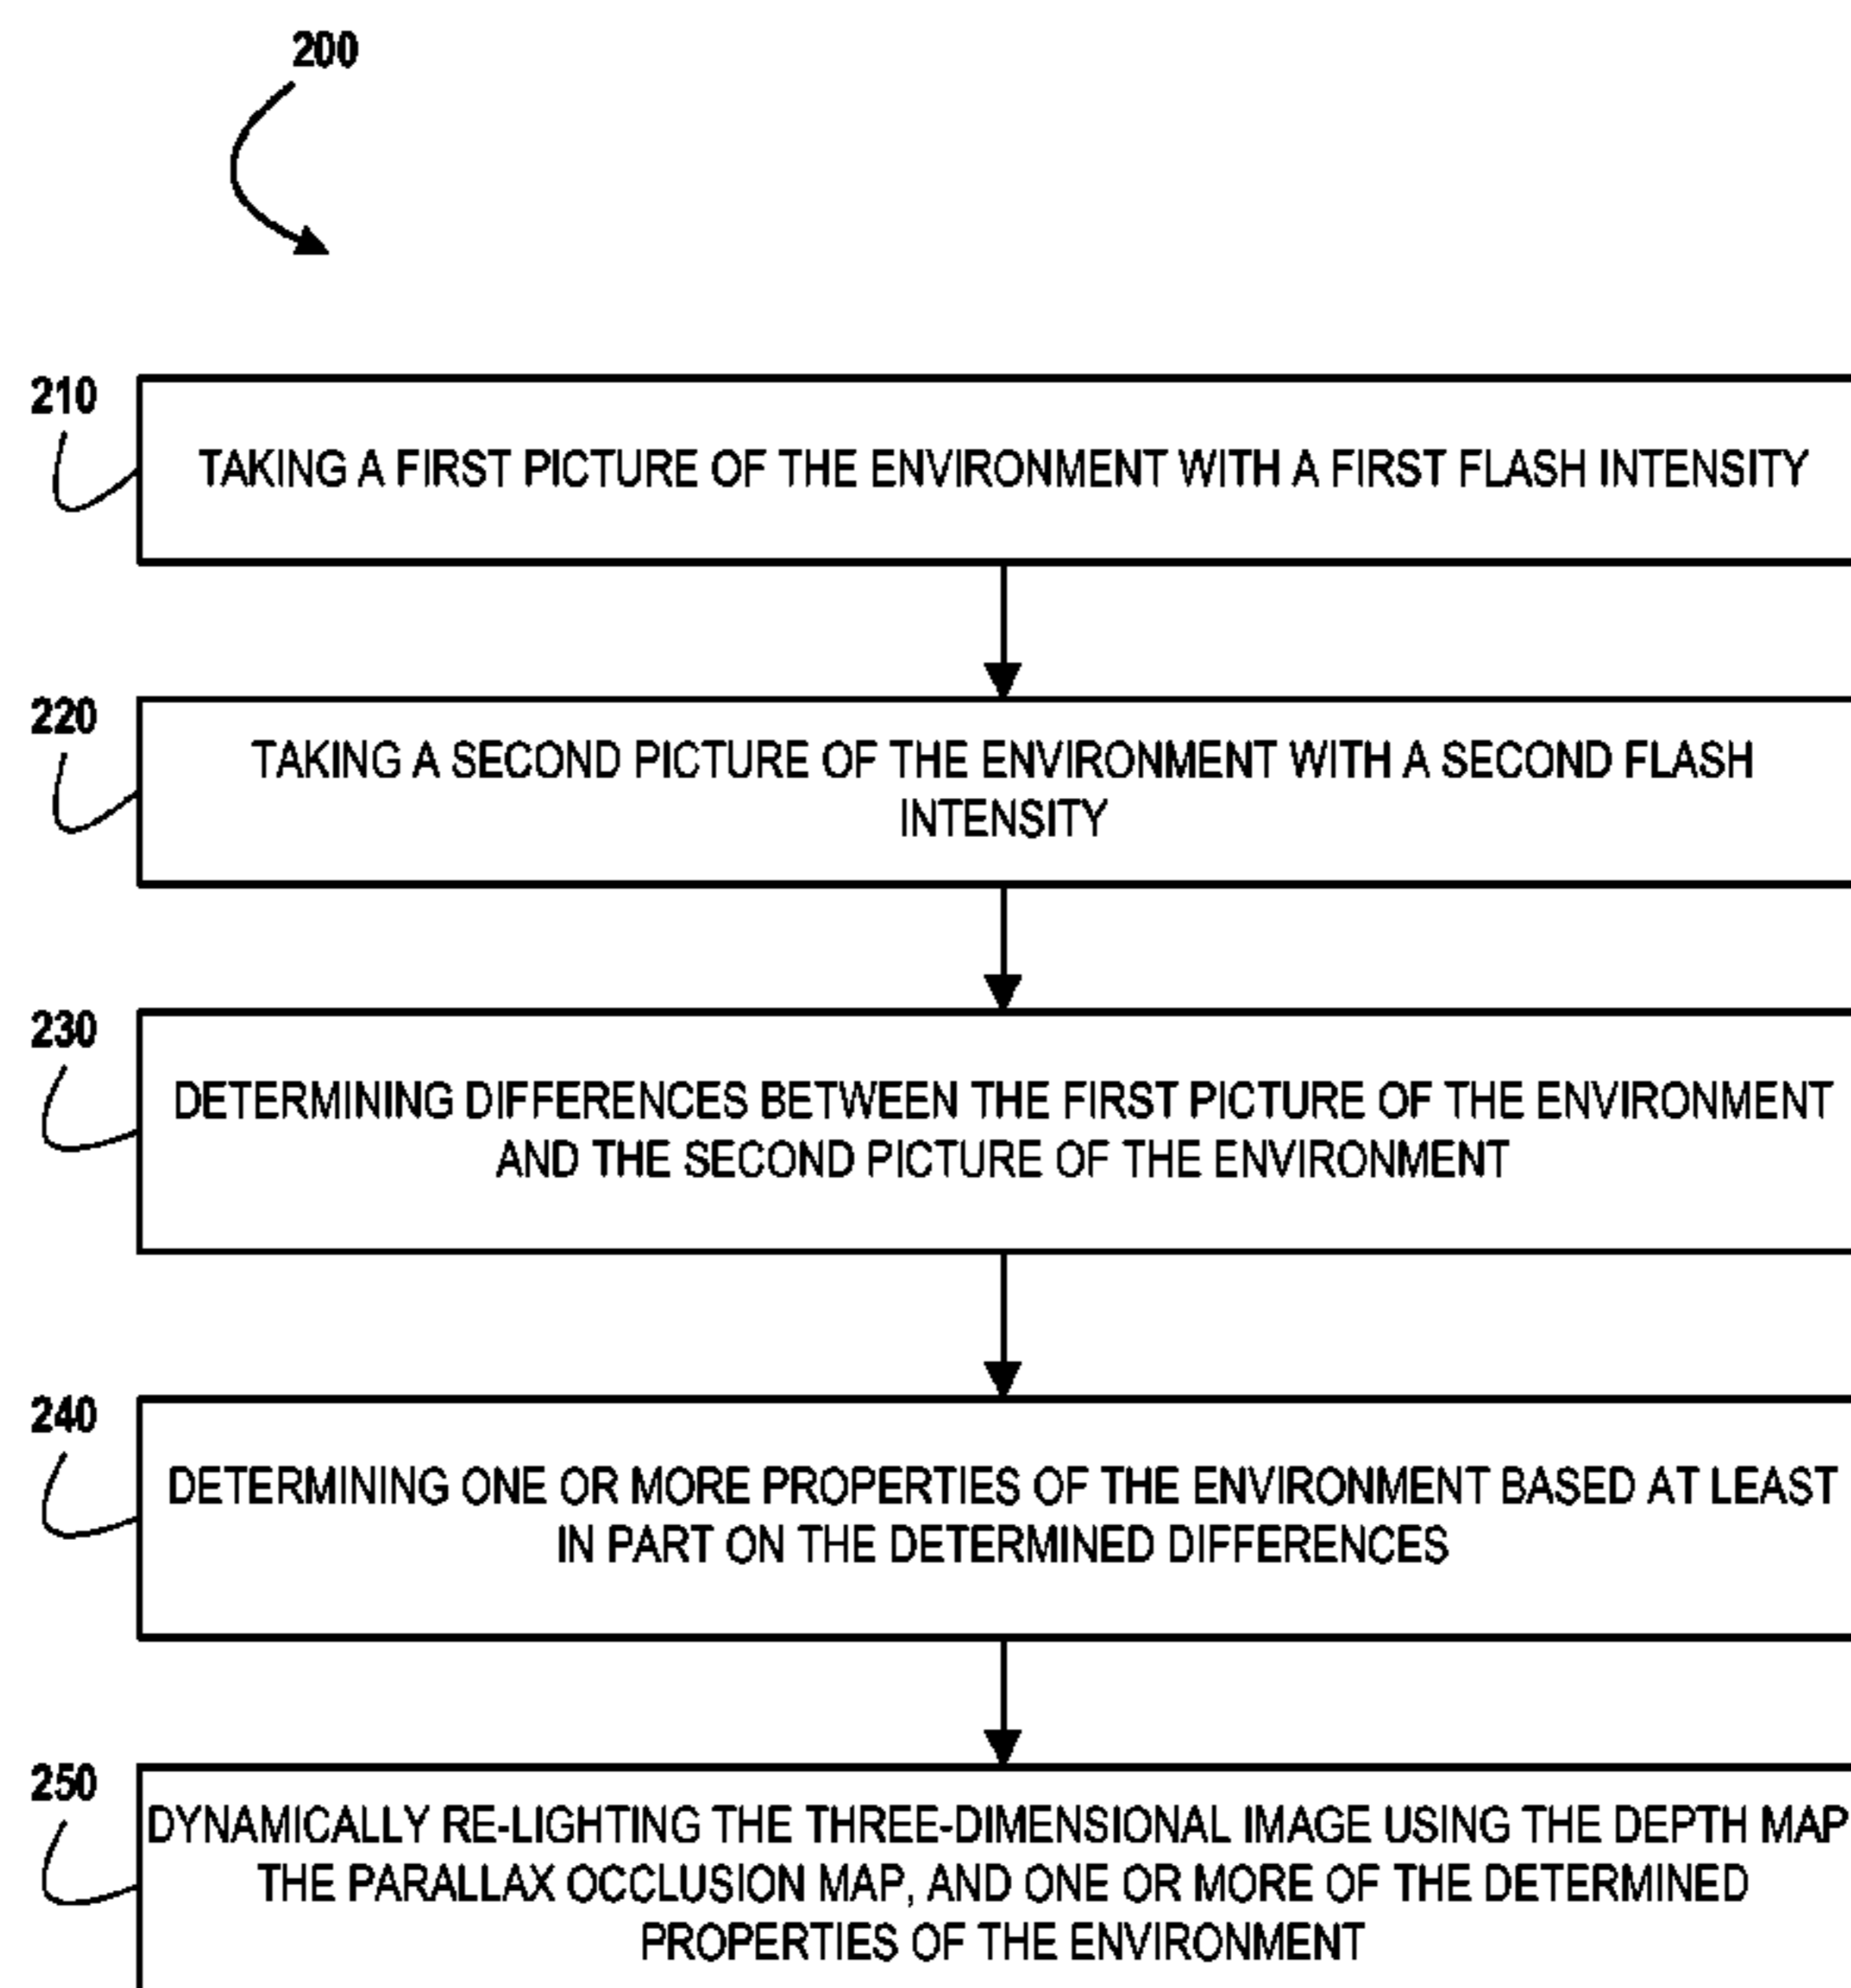 200
210
TAKING A FIRST PICTURE OF THE ENVIRONMENT WITH A FIRST FLASH INTENSITY
220
TAKING A SECOND PICTURE OF THE ENVIRONMENT WITH A SECOND FLASH
INTENSITY
230
DETERMINING DIFFERENCES BETWEEN THE FIRST PICTURE OF THE ENVIRONMENT
AND THE SECOND PICTURE OF THE ENVIRONMENT
240
DETERMINING ONE OR MORE PROPERTIES OF THE ENVIRONMENT BASED AT LEAST
IN PART ON THE DETERMINED DIFFERENCES
250
DYNAMICALLY RE-LIGHTING THE THREE-DIMENSIONAL IMAGE USING THE DEPTH MAP
THE PARALLAX OCCLUSION MAP, AND ONE OR MORE OF THE DETERMINED
PROPERTIES OF THE ENVIRONMENT